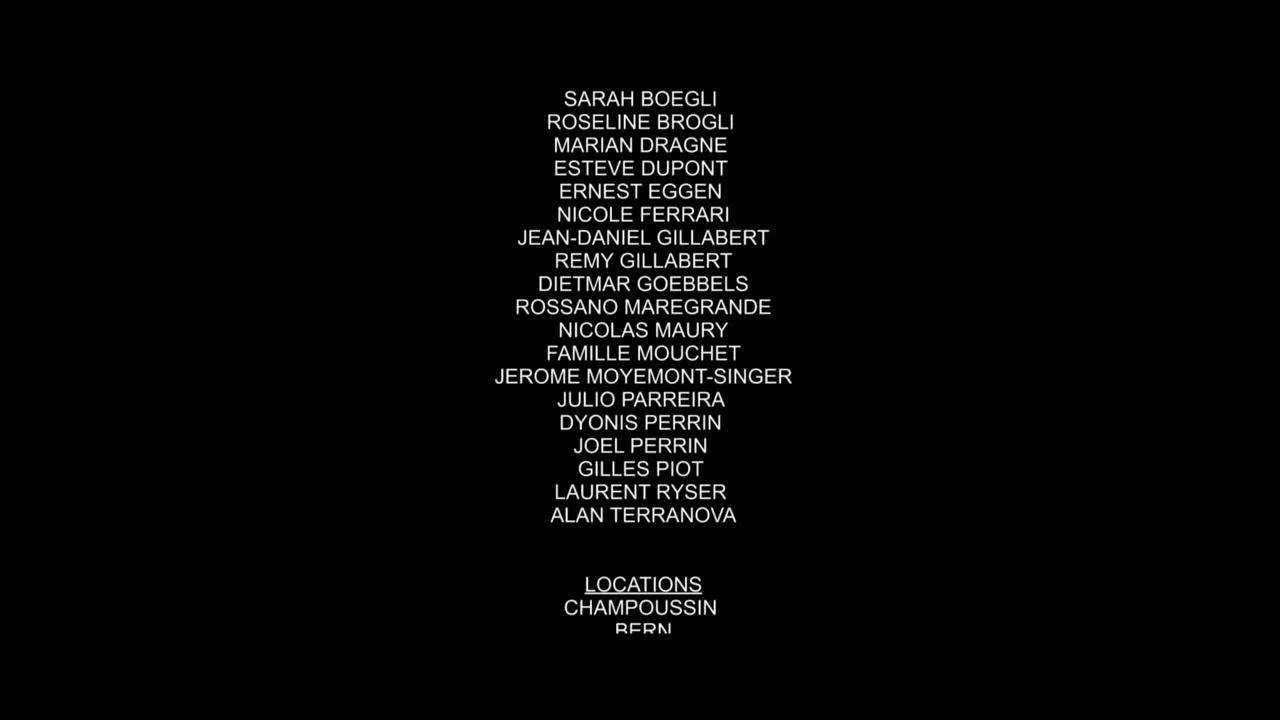 SARAH BOEGLI
ROSELINE BROGLI
MARIAN DRAGNE
ESTEVE DUPONT
ERNEST EGGEN
NICOLE FERRARI
JEAN-DANIEL GILLABERT
REMY GILLABERT
DIETMAR GOEBBELS
ROSSANO MAREGRANDE
NICOLAS MAURY
FAMILLE MOUCHET
JEROME MOYEMONT-SINGER
JULIO PARREIRA
DYONIS PERRIN
JOEL PERRIN
GILLES PIOT
LAURENT RYSER
ALAN TERRANOVA
LOCATIONS
CHAMPOUSSIN
BERN